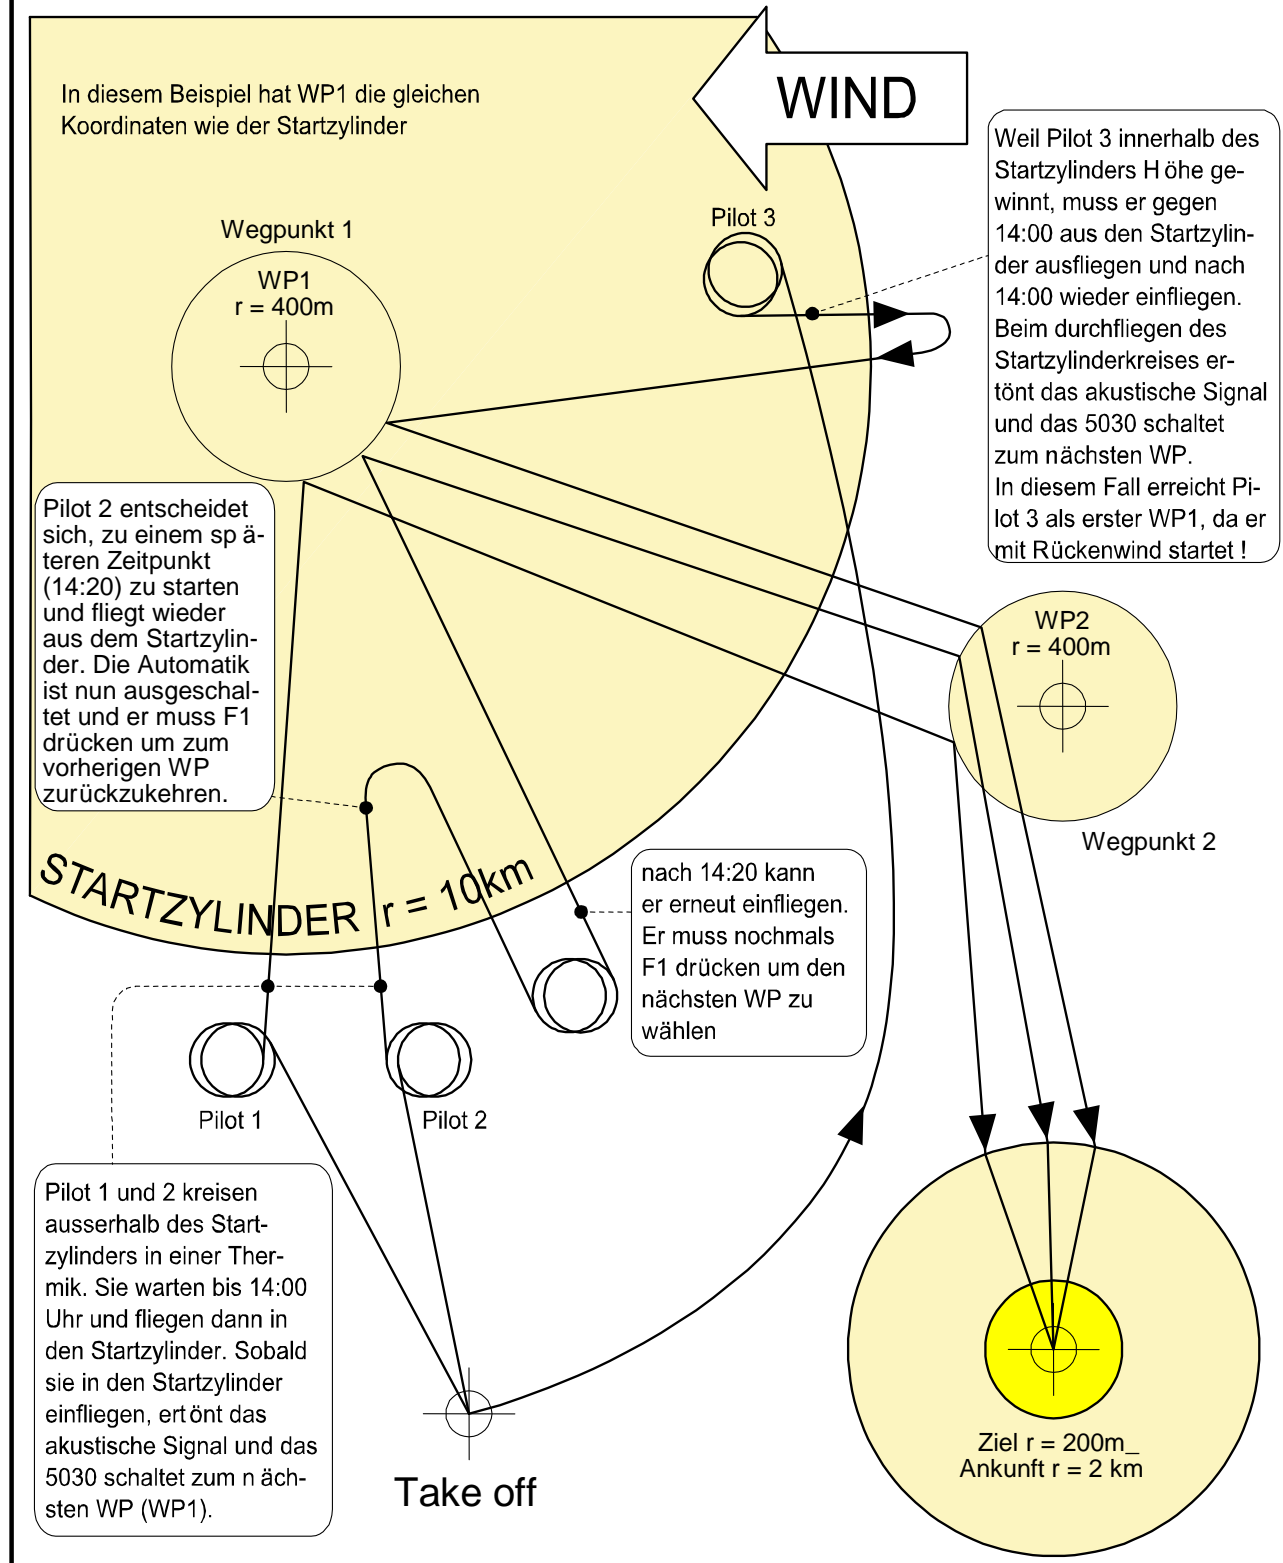 In diesem Beispiel hat WP1 die gleichen
Koordinaten wie der Startzylinder
WIND
Weil Pilot 3 innerhalb des
Startzylinders H öhe ge-
winnt, muss er gegen
14:00 aus den Startzylin-
der ausfliegen und nach
14:00 wieder einfliegen.
Beim durchfliegen des
Startzylinderkreises er-
tönt das akustische Signal
und das 5030 schaltet
zum nächsten WP.
In diesem Fall erreicht Pi-
lot 3 als erster WP1, da er
mit Rückenwind startet !
Pilot 3
Wegpunkt 1
WP1
r = 400m
Pilot 2 entscheidet
sich, zu einem sp ä-
teren Zeitpunkt
(14:20) zu starten
und fliegt wieder
aus dem Startzylin-
der. Die Automatik
ist nun ausgeschal-
tet und er muss F1
drücken um zum
vorherigen WP
zurückzukehren.
WP2
r = 400m
Wegpunkt 2
STARTZYLINDER r = 10km
nach 14:20 kann
er erneut einfliegen.
Er muss nochmals
F1 drücken um den
nächsten WP zu
wählen
Pilot 1
Pilot 2
Pilot 1 und 2 kreisen
ausserhalb des Start-
zylinders in einer Ther-
mik. Sie warten bis 14:00
Uhr und fliegen dann in
den Startzylinder. Sobald
sie in den Startzylinder
einfliegen, ert önt das
akustische Signal und das
5030 schaltet zum n äch-
sten WP (WP1).
Take off
Ziel r = 200m_
Ankunft r = 2 km